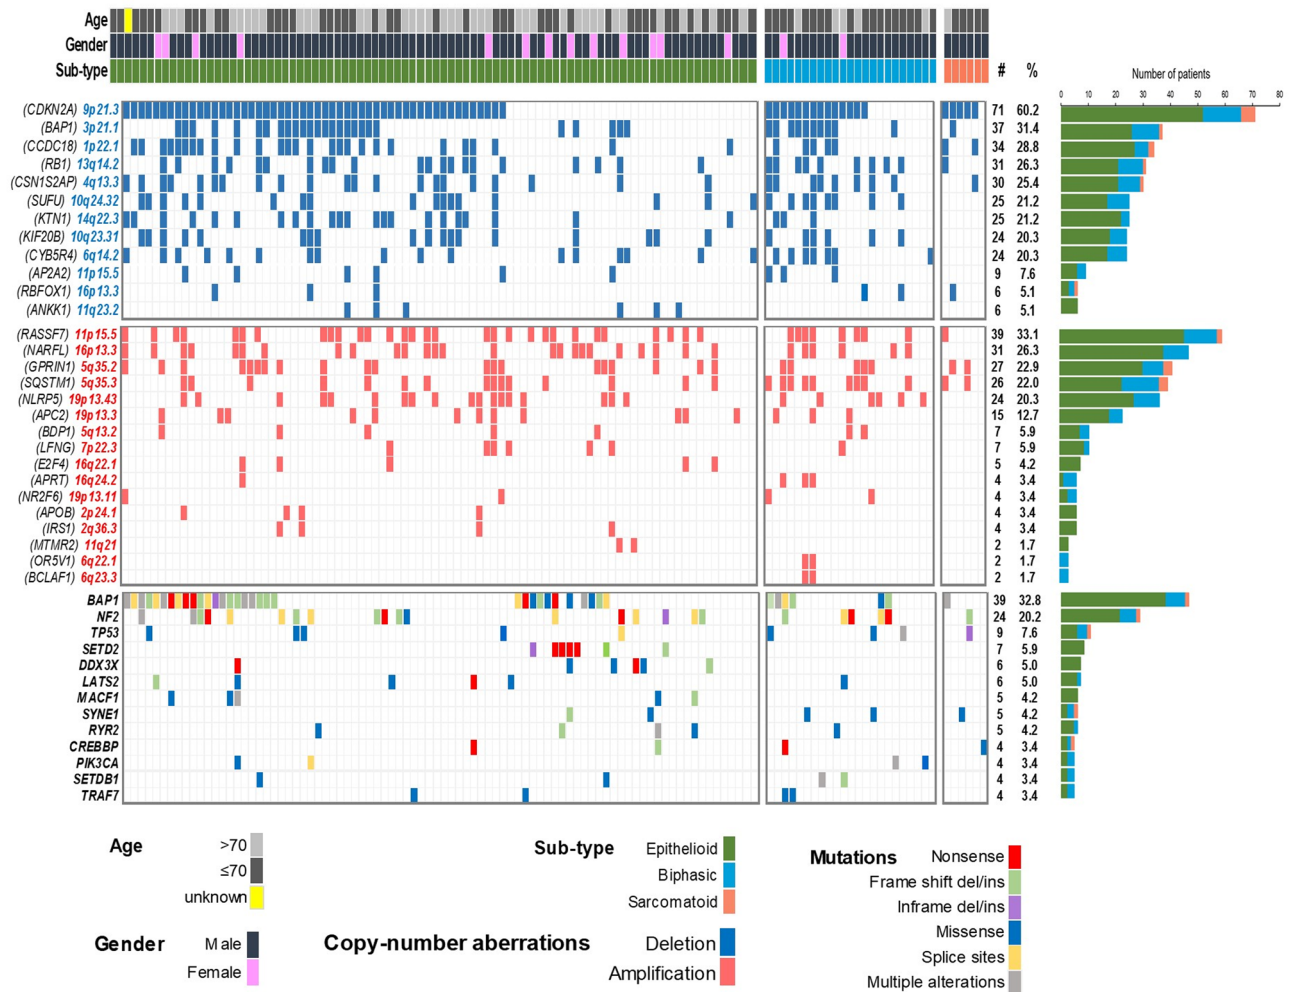 Age
Gender
Sub-type # %
Number of patients
0 10 20 30 40 50 60 70 80
(CDKN2A) 9p21.3 71 60.2
(BAP1) 3p21.1 37 31.4
(CCDC18) 1p22.1 34 28.8
(RB1) 13q14.2 31 26.3
(CSN1S2AP) 4q13.3 30 25.4
(SUFU) 10q24.32 25 21.2
(KTN1) 14q22.3 25 21.2
(KIF20B) 10q23.31 24 20.3
(CYB5R4) 6q14.2 24 20.3
(AP2A2) 11p15.5 9 7.6
(RBFOX1) 16p13.3 6 5.1
(ANKK1) 11q23.2 6 5.1
(RASSF7) 11p15.5 39 33.1
(NARFL) 16p13.3 31 26.3
(GPRIN1) 5q35.2 27 22.9
(SQSTM1) 5q35.3 26 22.0
(NLRP5) 19p13.43 24 20.3
(APC2) 19p13.3 15 12.7
(BDP1) 5q13.2 7 5.9
(LFNG) 7p22.3 7 5.9
(E2F4) 16q22.1 5 4.2
(APRT) 16q24.2 4 3.4
(NR2F6) 19p13.11 4 3.4
(APOB) 2p24.1 4 3.4
(IRS1) 2q36.3 4 3.4
(MTMR2) 11q21 2 1.7
(OR5V1) 6q22.1 2 1.7
(BCLAF1) 6q23.3 2 1.7
BAP1 39 32.8
NF2 24 20.2
TP53 9 7.6
SETD2 7 5.9
DDX3X 6 5.0
LATS2 6 5.0
MACF1 5 4.2
SYNE1 5 4.2
RYR2 5 4.2
CREBBP 4 3.4
PIK3CA 4 3.4
SETDB1 4 3.4
TRAF7 4 3.4
Age >70
≤70
unknown
Gender Male
Female
Sub-type Epithelioid
Biphasic
Sarcomatoid
Copy-number aberrations Deletion
Amplification
Mutations Nonsense
Frame shift del/ins
Inframe del/ins
Missense
Splice sites
Multiple alterations